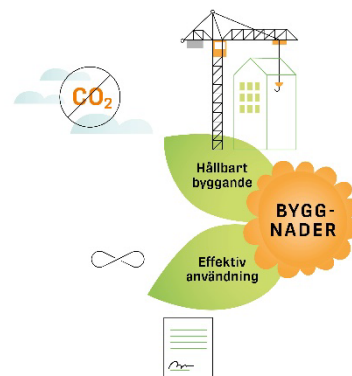 CO₂
Hållbart
byggande
BYGG-
NADER
Effektiv
användning